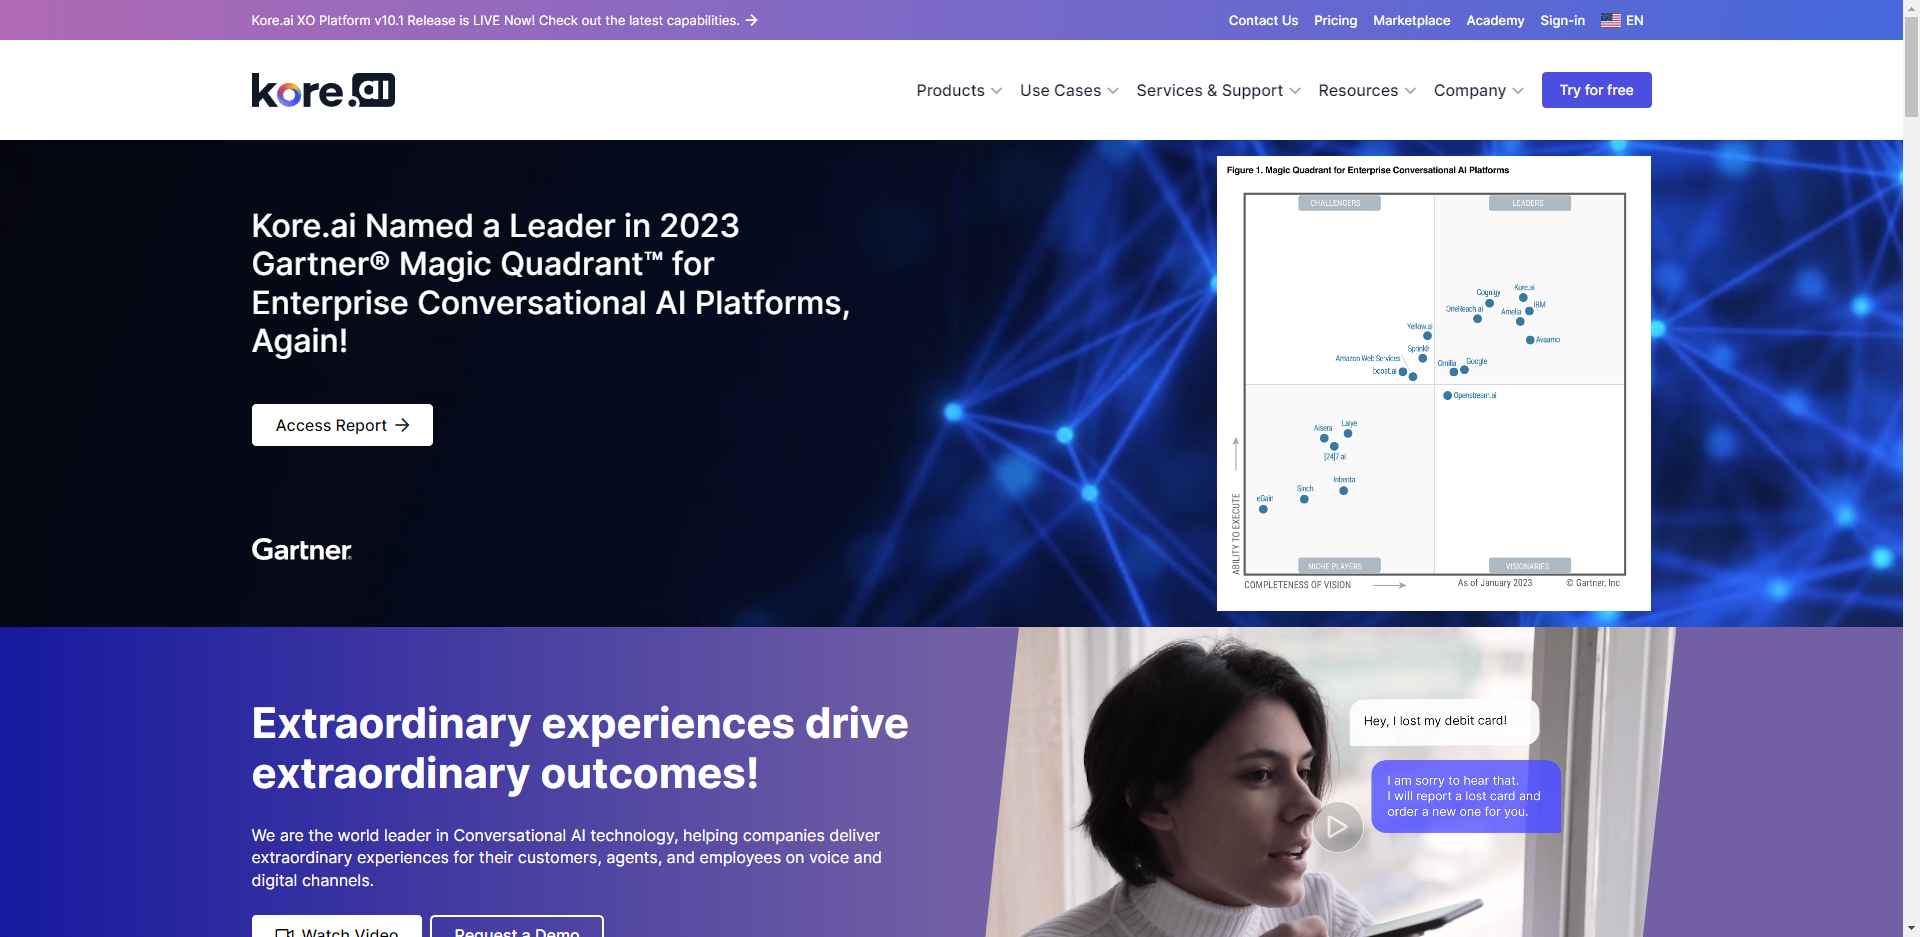 Kore.ai XO Platform v10.1 Release is LIVE Now! Check out the latest capabilities.
Contact Us Pricing Marketplace Academy Sign-in EN
kore.ai
Products Use Cases Services & Support Resources Company Try for free
Kore.ai Named a Leader in 2023
Gartner® Magic Quadrant™ for
Enterprise Conversational AI Platforms,
Again!
Access Report
Gartner
Figure 1. Magic Quadrant for Enterprise Conversational AI Platforms
CHALLENGERS LEADERS
Cognigy Kore.ai
OneReach.ai Amelia IBM
Yellow.ai
Avaamo
Sprinklr
Amazon Web Services
boost.ai
Omilia Google
Openstream.ai
Aisera Laiye
[24]7.ai
Inbenta
Sinch
eGain
ABILITY TO EXECUTE
NICHE PLAYERS VISIONARIES
COMPLETENESS OF VISION As of January 2023 © Gartner, Inc
Extraordinary experiences drive
extraordinary outcomes!
We are the world leader in Conversational AI technology, helping companies deliver
extraordinary experiences for their customers, agents, and employees on voice and
digital channels.
Watch Video Request a Demo
Hey, I lost my debit card!
I am sorry to hear that.
I will report a lost card and
order a new one for you.